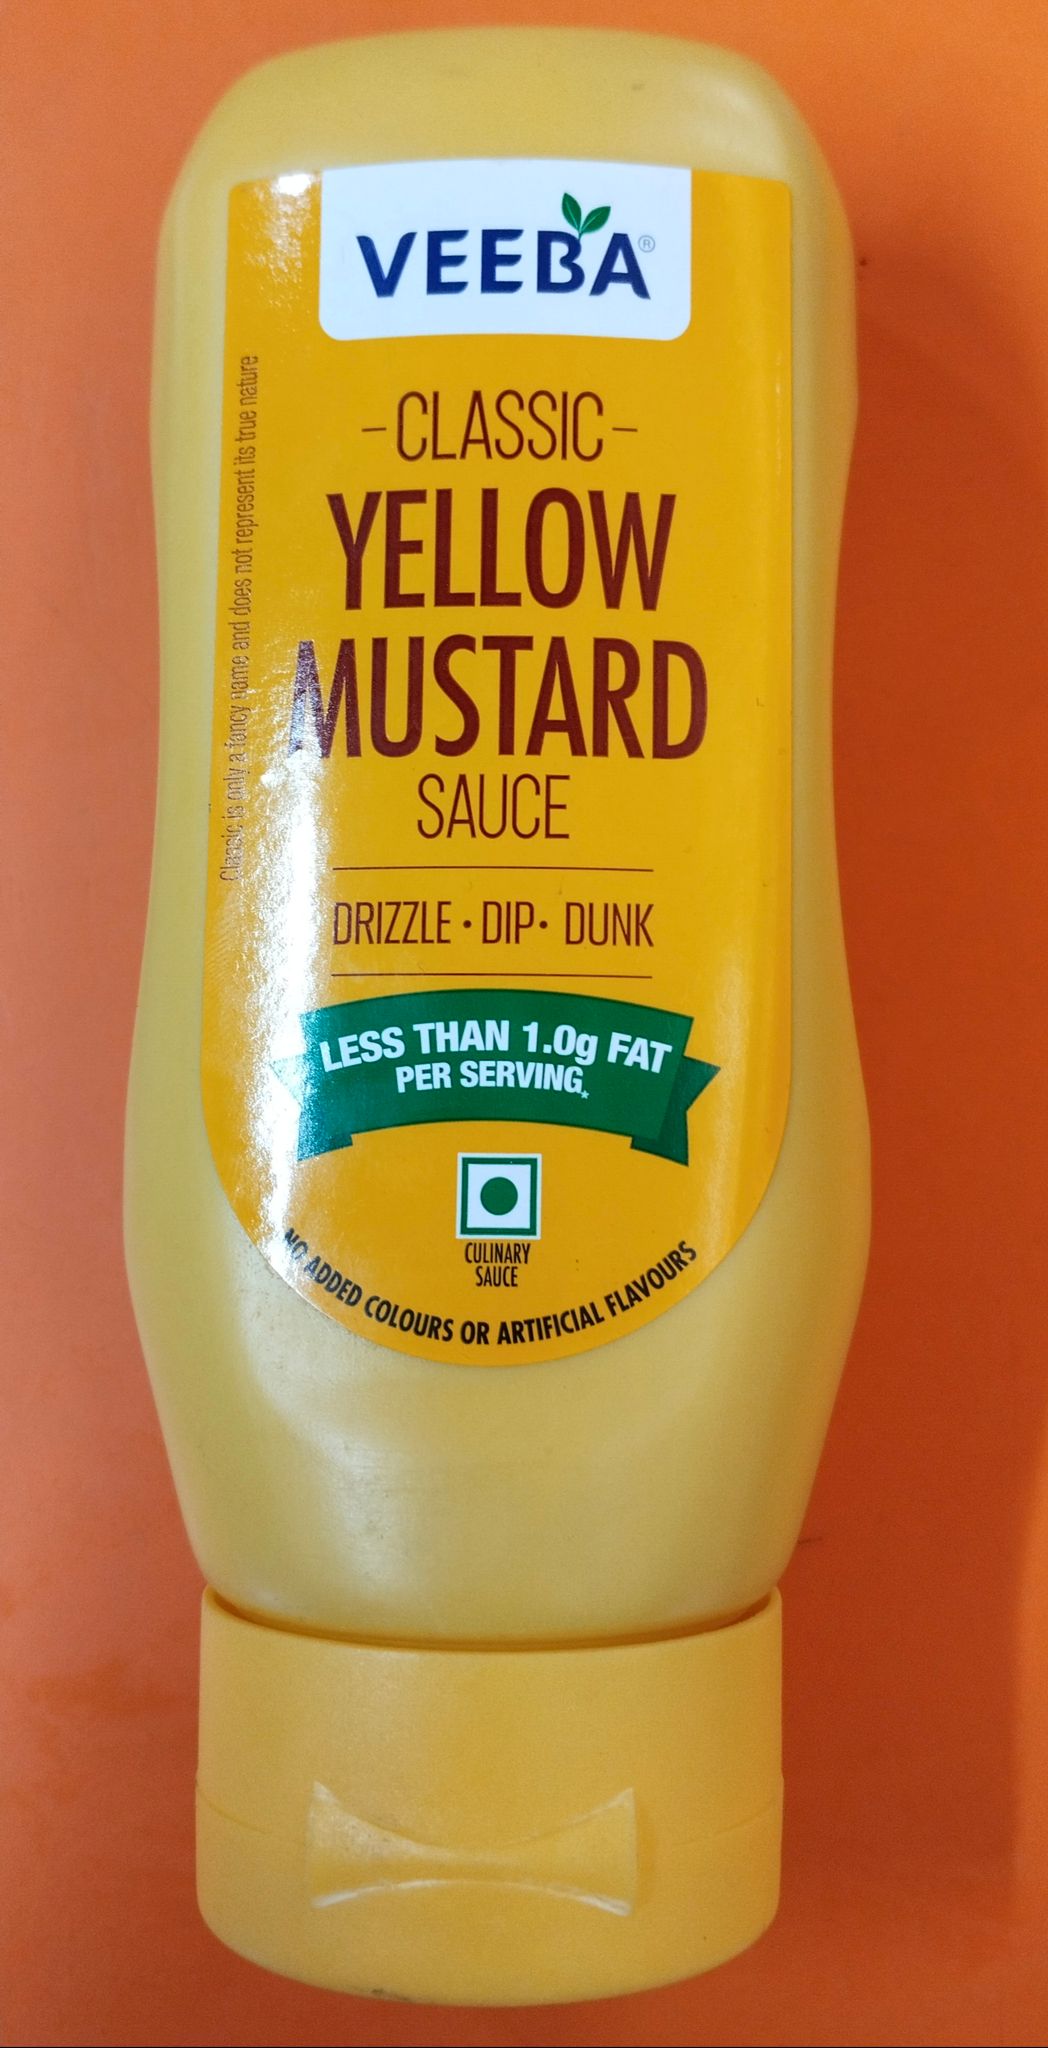 VEEBA®
-CLASSIC-
YELLOW
MUSTARD
SAUCE
DRIZZLE • DIP • DUNK
LESS THAN 1.0g FAT
PER SERVING*
CULINARY
SAUCE
NO ADDED COLOURS OR ARTIFICIAL FLAVOURS
Classic is only a fancy name and does not represent its true nature